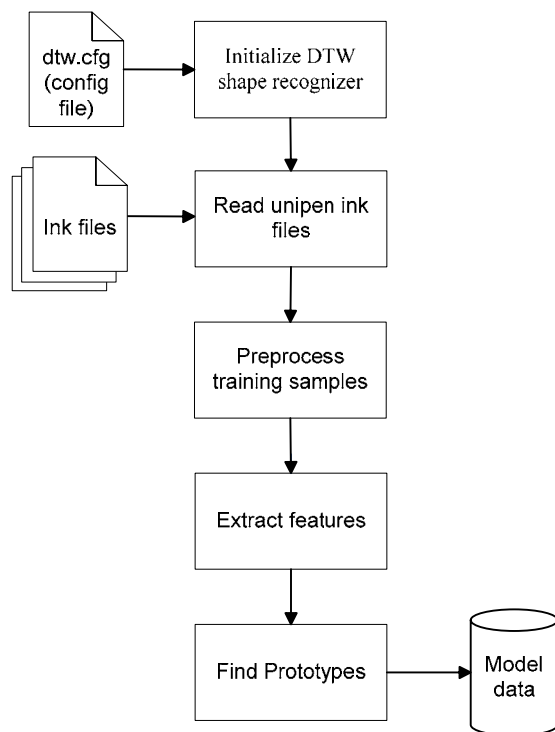 dtw.cfg
(config
file)
Initialize DTW
shape recognizer
Ink files
Read unipen ink
files
Preprocess
training samples
Extract features
Find Prototypes
Model
data